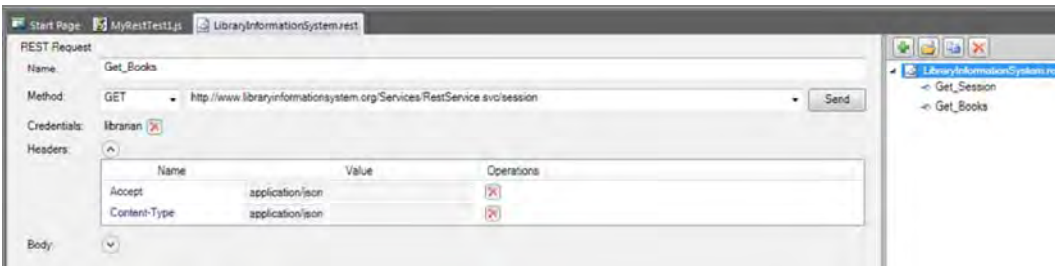 Start Page MyRestTest1.js LibraryInformationSystem.rest
REST Request
Name: Get_Books
Method: GET http://www.libraryinformationsystem.org/Services/RestService.svc/session Send
Credentials: librarian
Headers:
Name Value Operations
Accept application/json
Content-Type application/json
Body:
LibraryInformationSystem.re
Get_Session
Get_Books